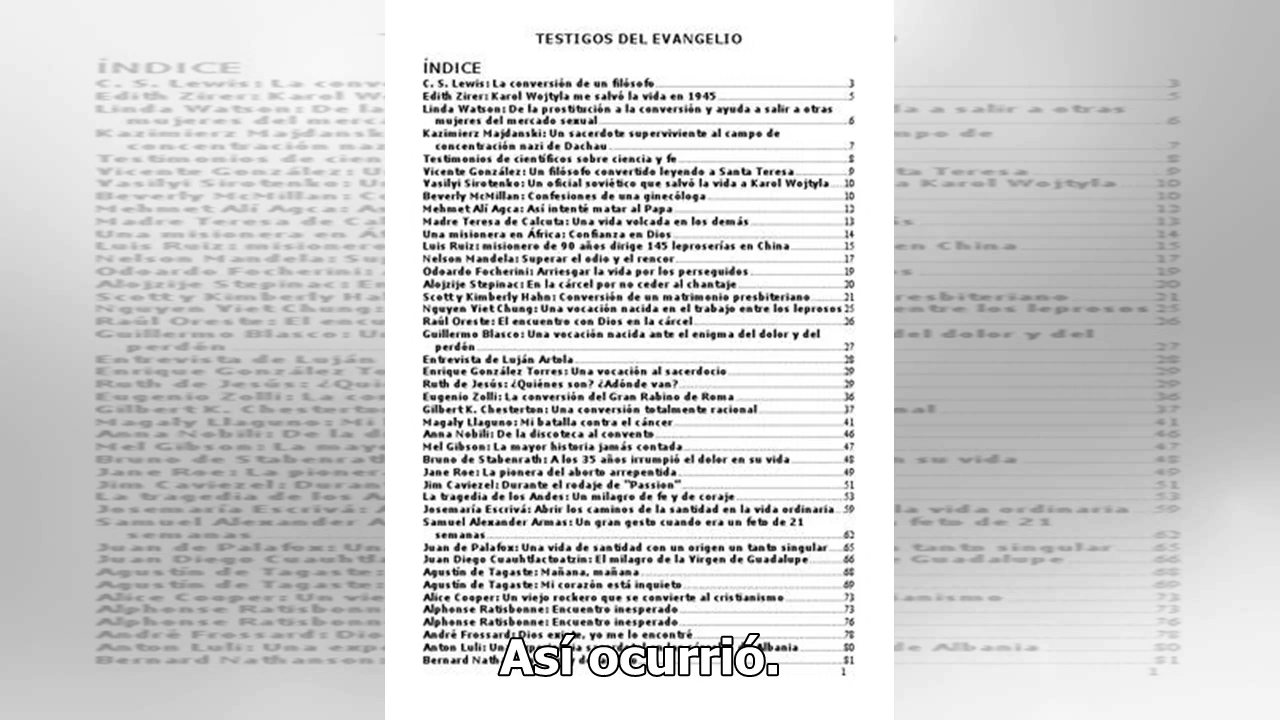 TESTIGOS DEL EVANGELIO
ÍNDICE
C. S. Lewis: La conversión de un filósofo 3
Edith Zirer: Karol Wojtyla me salvó la vida en 1945 5
Linda Watson: De la prostitución a la conversión y ayuda a salir a otras
mujeres del mercado sexual 6
Kazimierz Majdanski: Un sacerdote superviviente al campo de
concentración nazi de Dachau 7
Testimonios de científicos sobre ciencia y fe 8
Vicente González: Un filósofo convertido leyendo a Santa Teresa 9
Vasilyi Sirotenko: Un oficial soviético que salvó la vida a Karol Wojtyla 10
Beverly McMillan: Confesiones de una ginecóloga 10
Mehmet Alí Agca: Así intenté matar al Papa 12
Madre Teresa de Calcuta: Una vida volcada en los demás 13
Una misionera en África: Confianza en Dios 14
Luis Ruiz: misionero de 90 años dirige 145 leproserías en China 15
Nelson Mandela: Superar el odio y el rencor 17
Odoardo Focherini: Arriesgar la vida por los perseguidos 19
Alojzije Stepinac: En la cárcel por no ceder al chantaje 20
Scott y Kimberly Hahn: Conversión de un matrimonio presbiteriano 21
Nguyen Viet Chung: Una vocación nacida en el trabajo entre los leprosos 25
Raúl Oreste: El encuentro con Dios en la cárcel 26
Guillermo Blasco: Una vocación nacida ante el enigma del dolor y del
perdón 27
Entrevista de Luján Artola 28
Enrique González Torres: Una vocación al sacerdocio 29
Ruth de Jesús: ¿Quiénes son? ¿Adónde van? 29
Eugenio Zolli: La conversión del Gran Rabino de Roma 36
Gilbert K. Chesterton: Una conversión totalmente racional 37
Magaly Llaguno: Mi batalla contra el cáncer 41
Anna Nobili: De la discoteca al convento 46
Mel Gibson: La mayor historia jamás contada 47
Bruno de Stabenrath: A los 35 años irrumpió el dolor en su vida 48
Jane Roe: La pionera del aborto arrepentida 49
Jim Caviezel: Durante el rodaje de "Passion" 51
La tragedia de los Andes: Un milagro de fe y de coraje 53
Josemaría Escrivá: Abrir los caminos de la santidad en la vida ordinaria 59
Samuel Alexander Armas: Un gran gesto cuando era un feto de 21
semanas 62
Juan de Palafox: Una vida de santidad con un origen un tanto singular 65
Juan Diego Cuauhtlactoatzin: El milagro de la Virgen de Guadalupe 66
Agustín de Tagaste: Mañana, mañana 68
Agustín de Tagaste: Mi corazón está inquieto 69
Alice Cooper: Un viejo rockero que se convierte al cristianismo 73
Alphonse Ratisbonne: Encuentro inesperado 73
Alphonse Ratisbonne: Encuentro inesperado 76
André Frossard: Dios existe, yo me lo encontré 78
Anton Luli: Albania 80
Bernard 81
1
Así ocurrió.